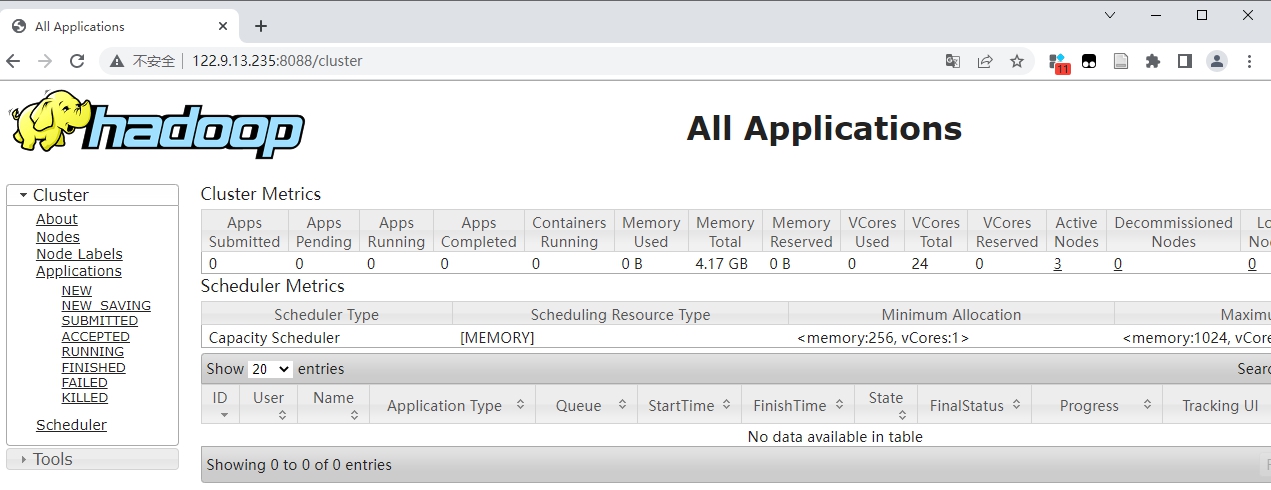 All Applications
不安全 122.9.13.235:8088/cluster
11
hadoop
All Applications
Cluster
About
Nodes
Node Labels
Applications
NEW
NEW_SAVING
SUBMITTED
ACCEPTED
RUNNING
FINISHED
FAILED
KILLED
Scheduler
Tools
Cluster Metrics
Apps Submitted Apps Pending Apps Running Apps Completed Containers Running Memory Used Memory Total Memory Reserved VCores Used VCores Total VCores Reserved Active Nodes Decommissioned Nodes
0 0 0 0 0 0 B 4.17 GB 0 B 0 24 0 3 0 0
Scheduler Metrics
Scheduler Type Scheduling Resource Type Minimum Allocation Maximu
Capacity Scheduler [MEMORY] <memory:256, vCores:1> <memory:1024, vCore
Show 20 entries Searc
ID User Name Application Type Queue StartTime FinishTime State FinalStatus Progress Tracking UI
No data available in table
Showing 0 to 0 of 0 entries